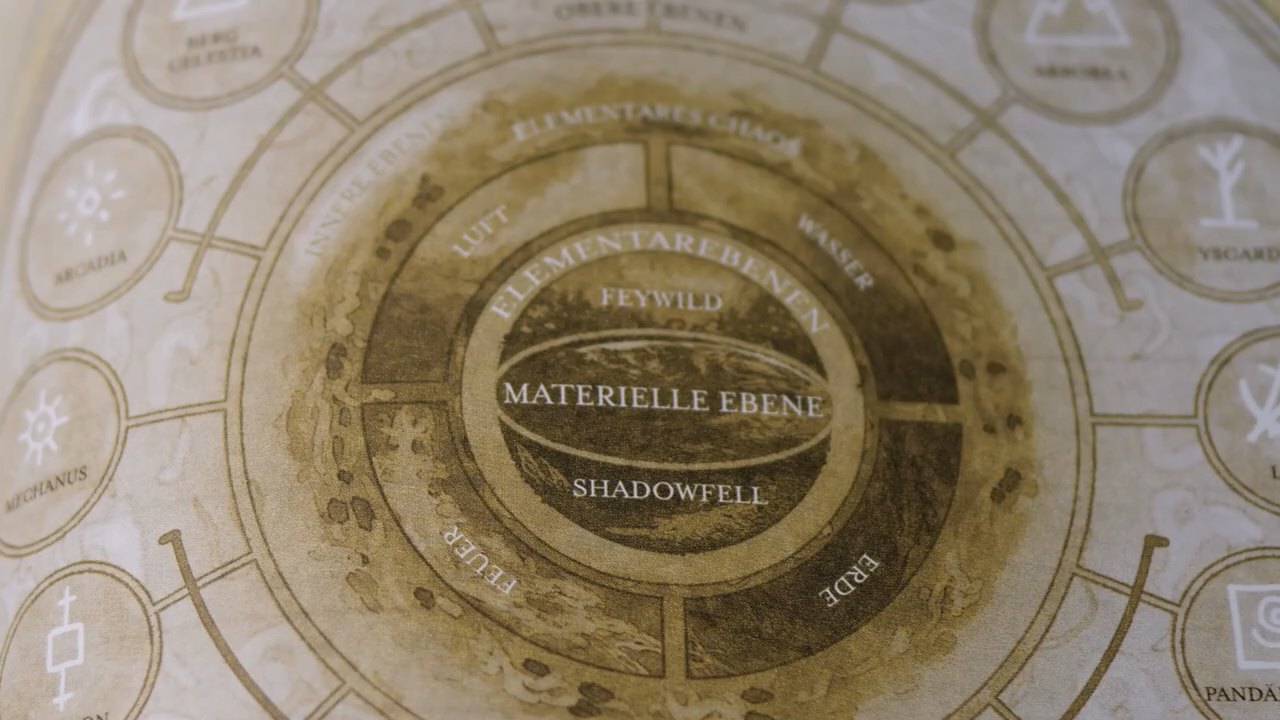 OBERE EBENEN
BERG
CELESTIA
ARBOREA
ELEMENTARES CHAOS
INNERE EBENEN
LUFT
WASSER
ARCADIA
YSGARD
ELEMENTAREBENEN
FEYWILD
MATERIELLE EBENE
MECHANUS
SHADOWFELL
FEUER
ERDE